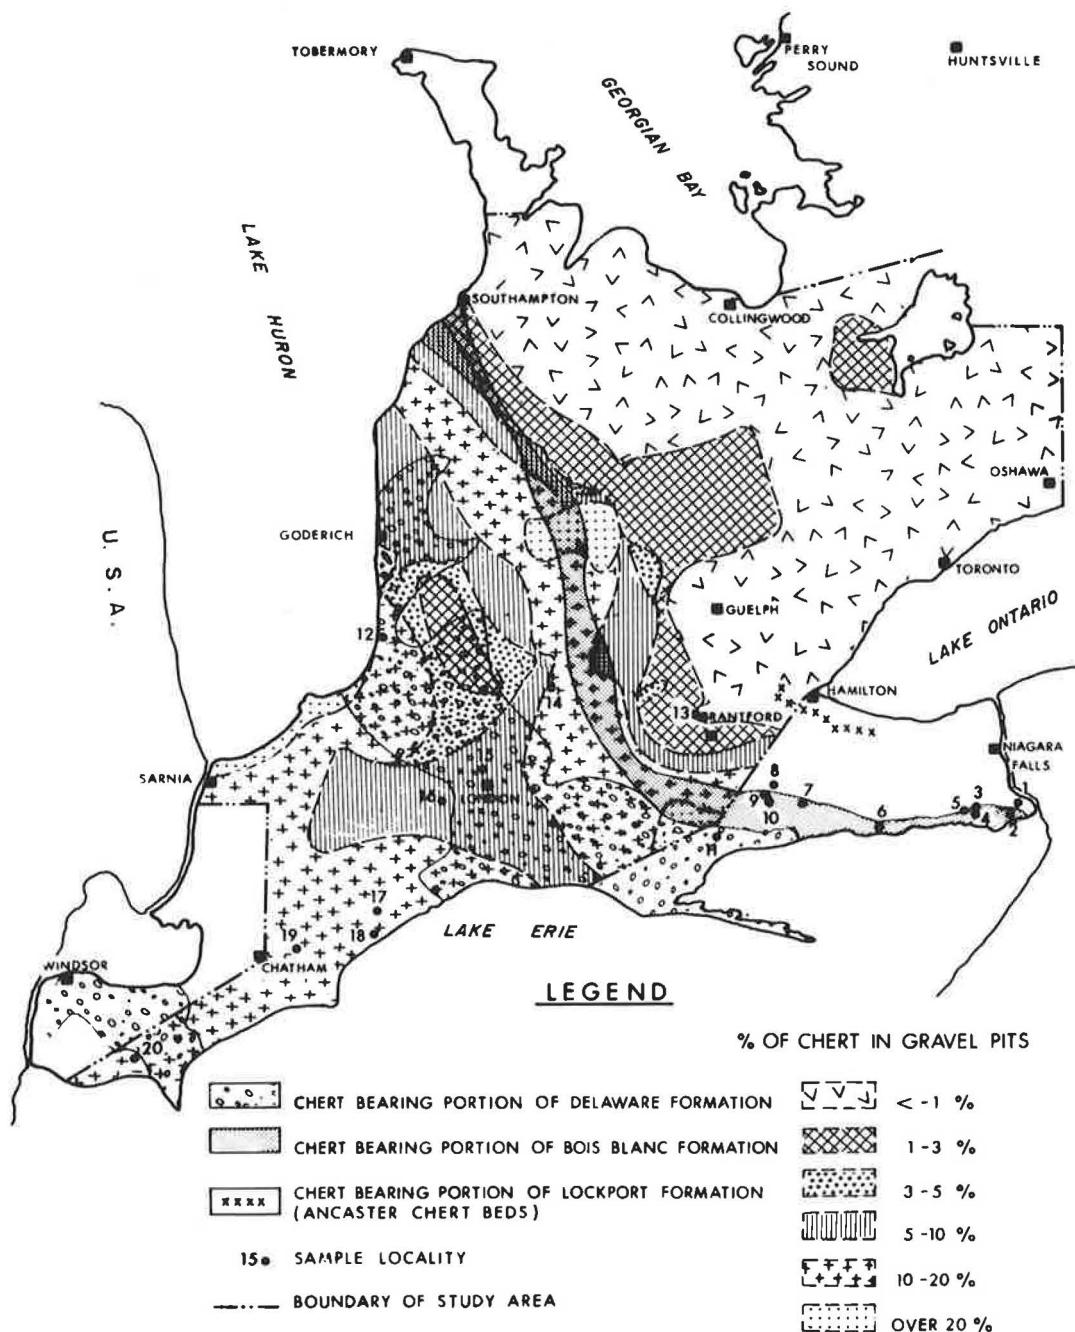 TOBERMORY
PERRY
SOUND
HUNTSVILLE
GEORGIAN BAY
LAKE HURON
SOUTHAMPTON
COLLINGWOOD
OSHAWA
GODERICH
U. S. A.
TORONTO
GUELPH
LAKE ONTARIO
12
HAMILTON
14
13
BRANTFORD
NIAGARA
FALLS
SARNIA
8
9
7
10
3
5
4
1
2
6
16
LONDON
11
17
18
19
LAKE ERIE
WINDSOR
CHATHAM
20
LEGEND
% OF CHERT IN GRAVEL PITS
CHERT BEARING PORTION OF DELAWARE FORMATION
< -1 %
CHERT BEARING PORTION OF BOIS BLANC FORMATION
1 -3 %
3 -5 %
xxxx CHERT BEARING PORTION OF LOCKPORT FORMATION
(ANCASTER CHERT BEDS)
5 -10 %
15 SAMPLE LOCALITY
10 -20 %
BOUNDARY OF STUDY AREA
OVER 20 %